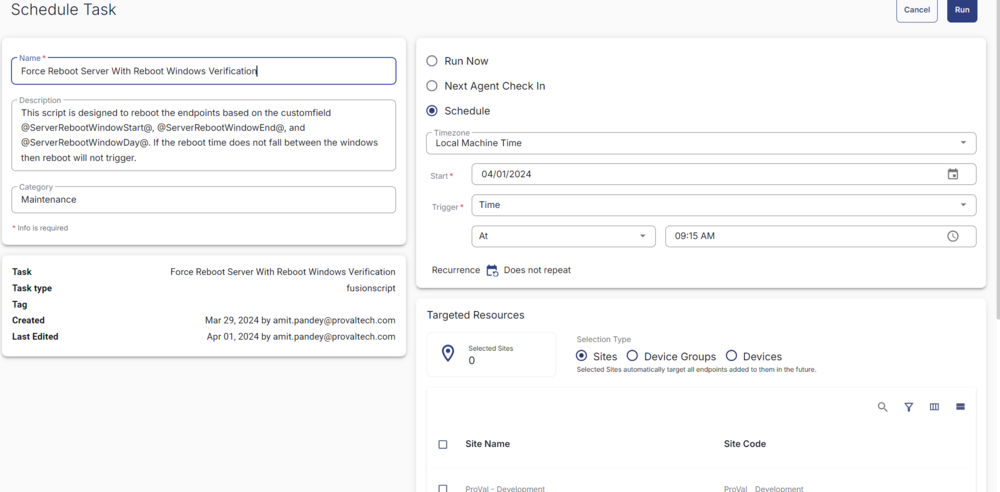 Schedule Task
Cancel
Run
Name *
Force Reboot Server With Reboot Windows Verification
Description
This script is designed to reboot the endpoints based on the customfield
@ServerRebootWindowStart@, @ServerRebootWindowEnd@, and
@ServerRebootWindowDay@. If the reboot time does not fall between the windows
then reboot will not trigger.
Category
Maintenance
* Info is required
Task Force Reboot Server With Reboot Windows Verification
Task type fusionscript
Tag
Created Mar 29, 2024 by amit.pandey@provaltech.com
Last Edited Apr 01, 2024 by amit.pandey@provaltech.com
Run Now
Next Agent Check In
Schedule
Timezone
Local Machine Time
Start * 04/01/2024
Trigger * Time
At 09:15 AM
Recurrence Does not repeat
Targeted Resources
Selected Sites
0
Selection Type
Sites Device Groups Devices
Selected Sites automatically target all endpoints added to them in the future.
Site Name Site Code
ProVal - Development ProVal _ Development